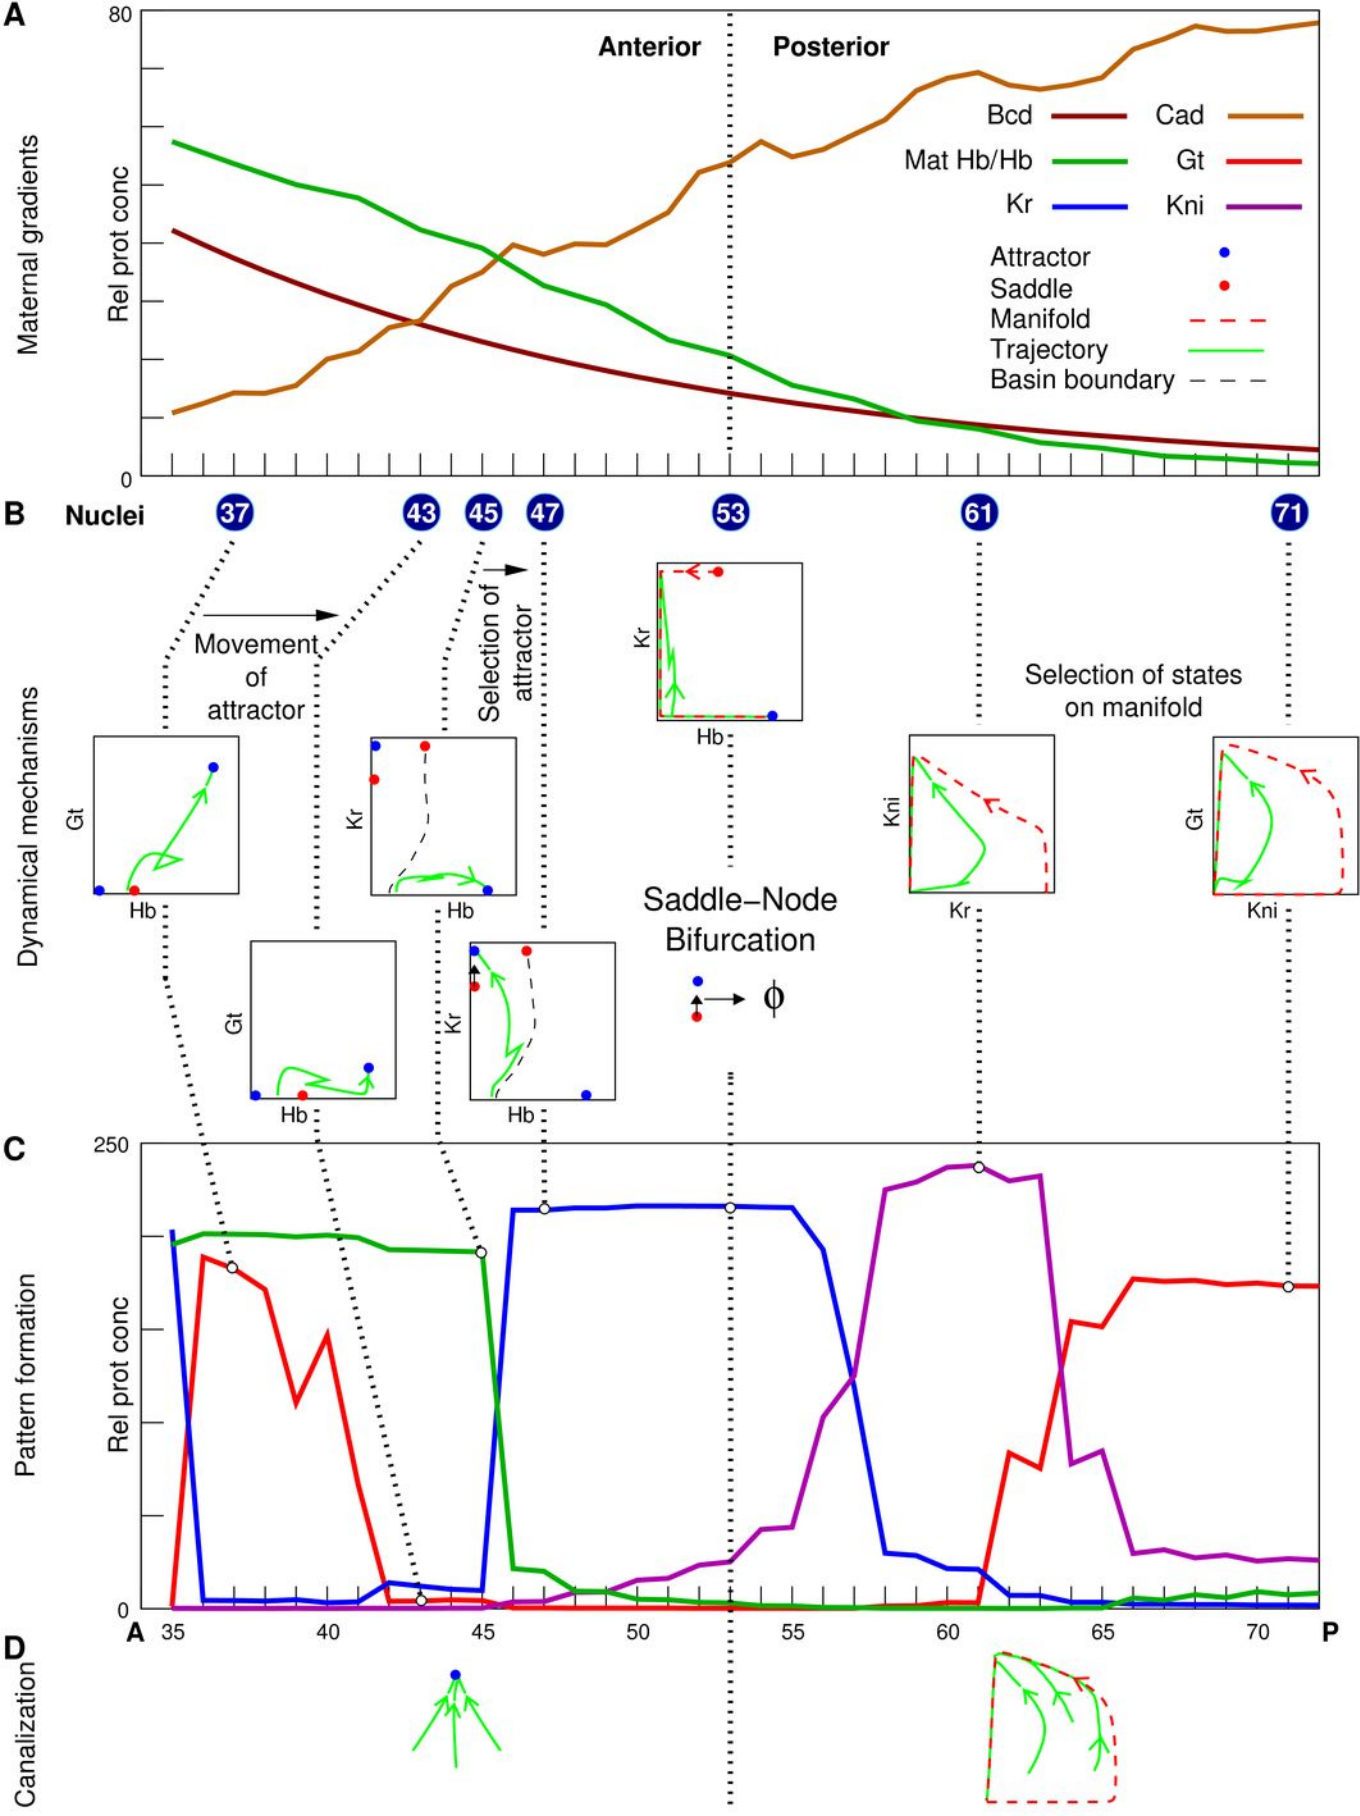 A
80
Anterior
Posterior
Maternal gradients
Rel prot conc
Bcd
Cad
Mat Hb/Hb
Gt
Kr
Kni
Attractor
Saddle
Manifold
Trajectory
Basin boundary
0
B
Nuclei
37
43
45
47
53
61
71
Dynamical mechanisms
Movement
of
attractor
Selection of
attractor
Kr
Hb
Selection of states
on manifold
Gt
Hb
Kr
Hb
Kni
Kr
Gt
Kni
Saddle–Node
Bifurcation
ϕ
Gt
Hb
Kr
Hb
C
250
Pattern formation
Rel prot conc
0
A
35
40
45
50
55
60
65
70
P
D
Canalization